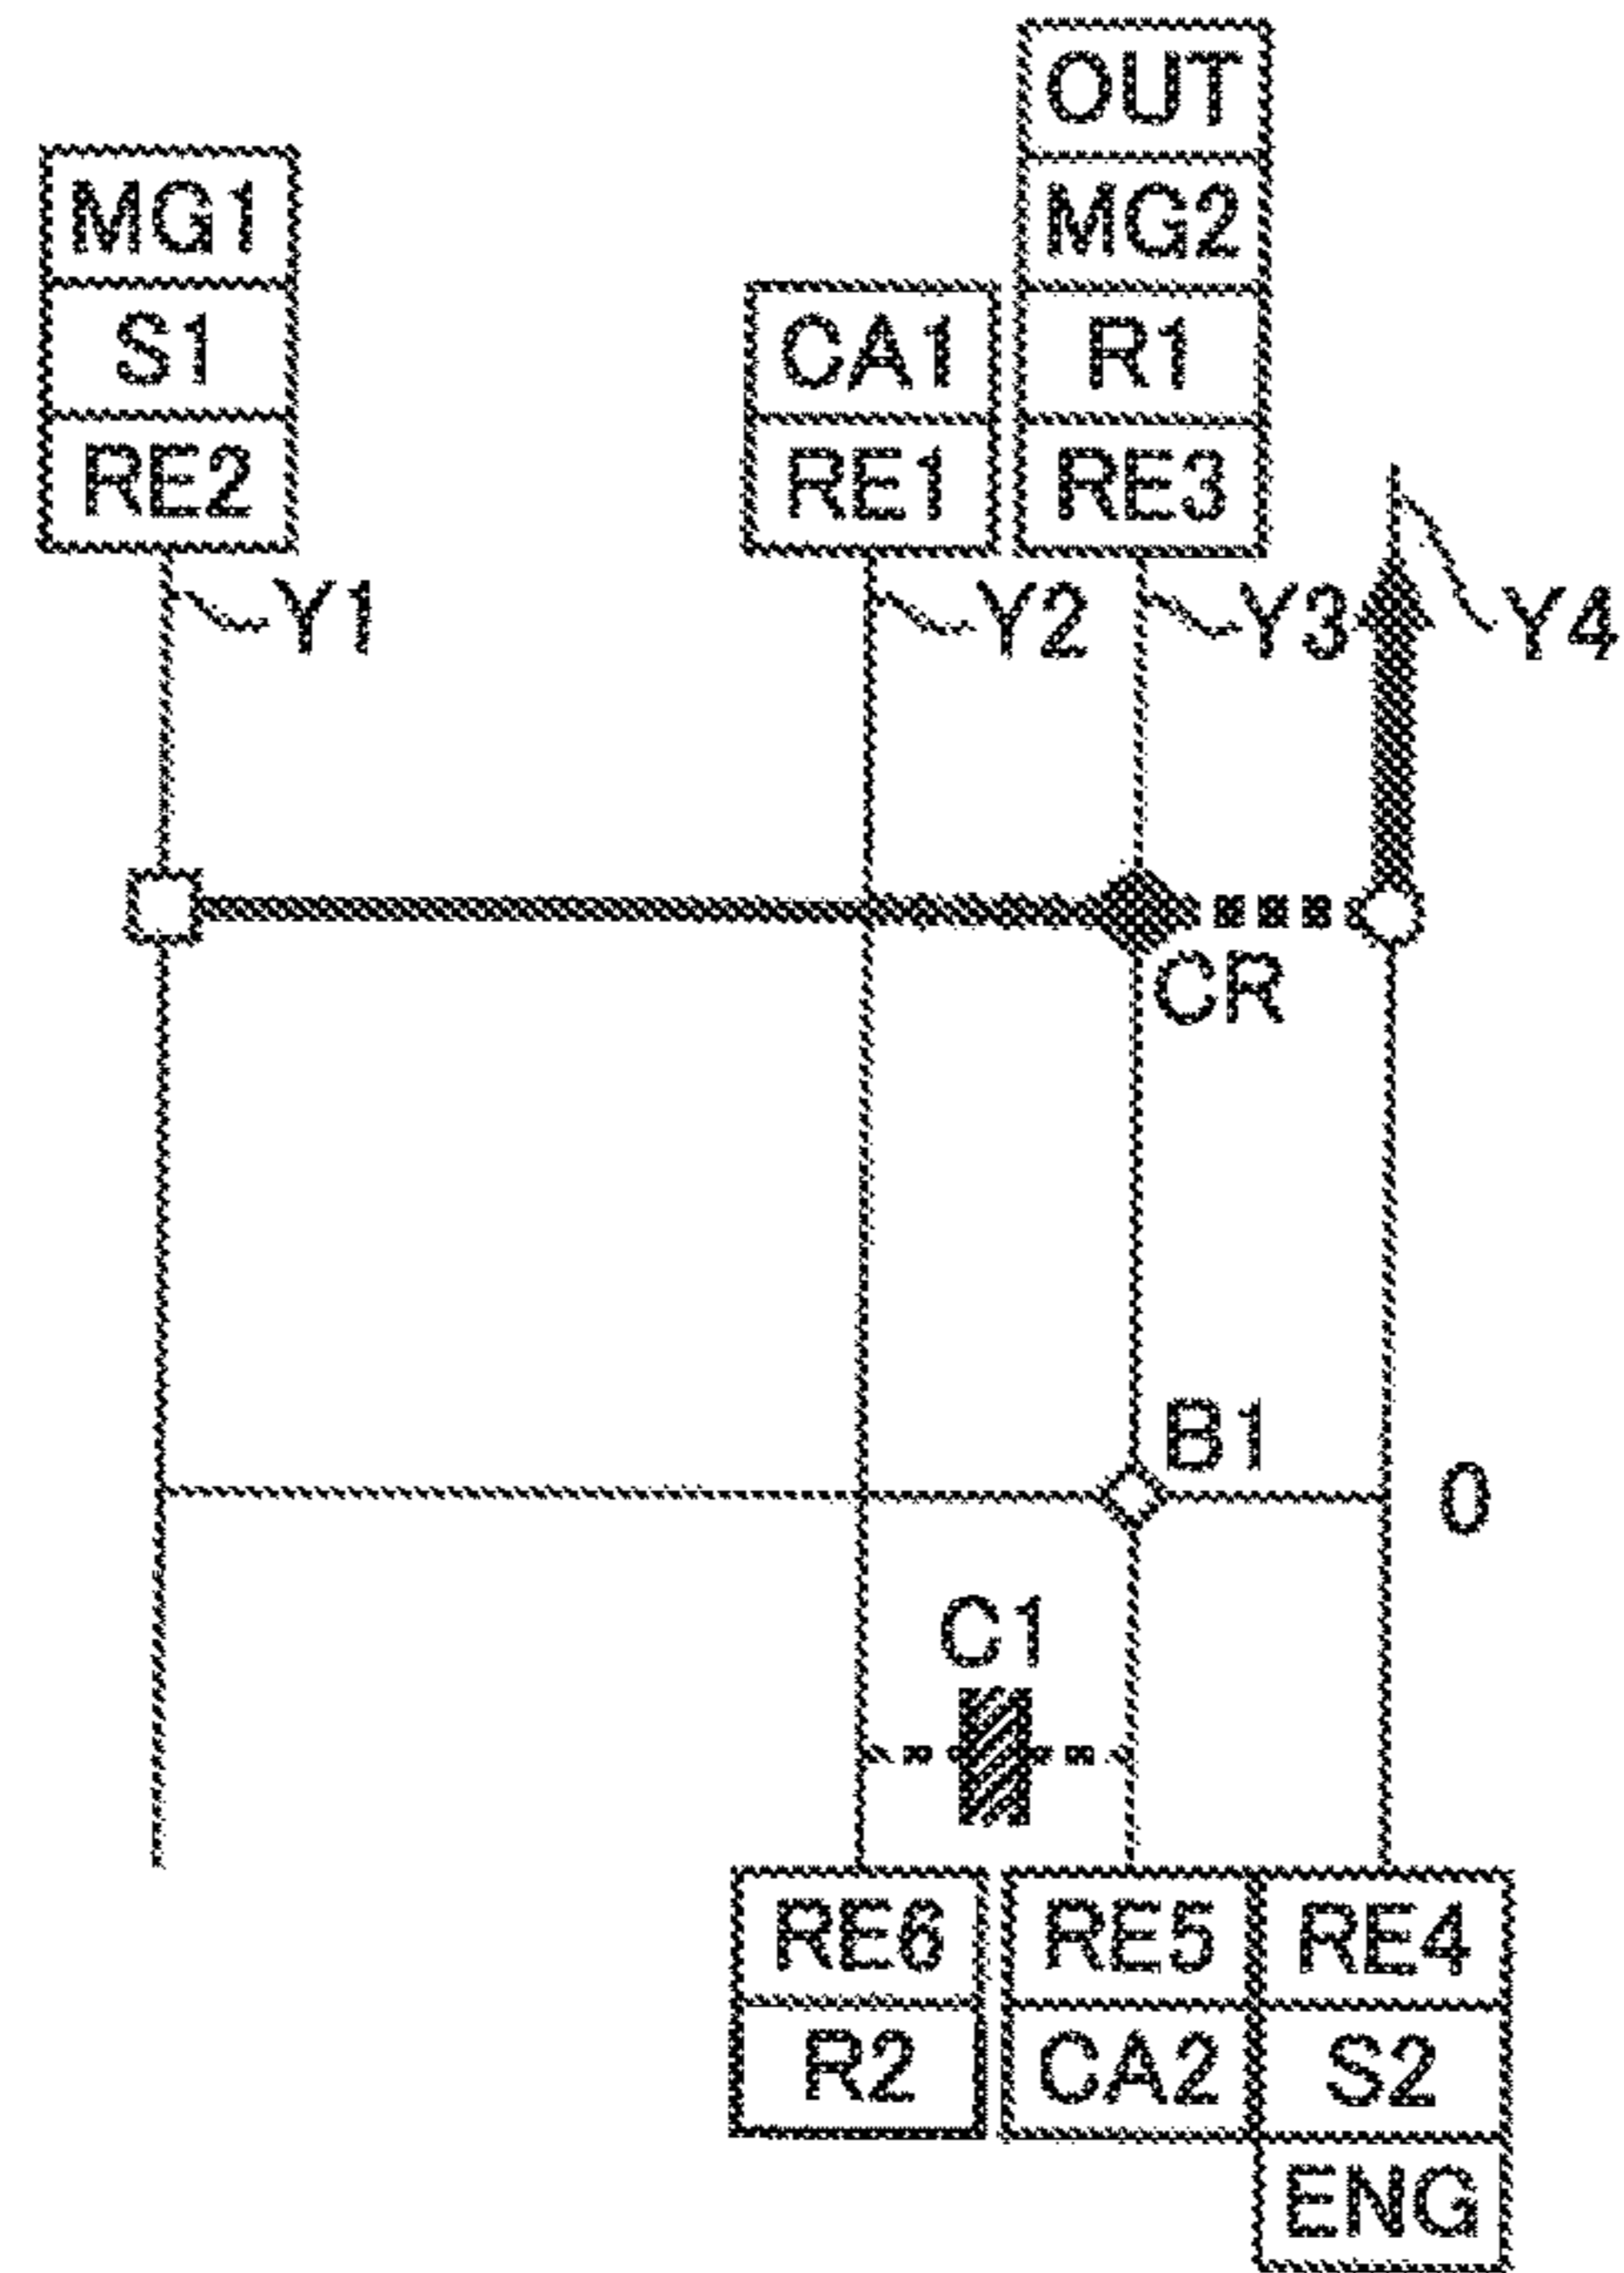 OUT
MG1
MG2
S1
CA1
R1
RE2
RE1
RE3
Y1
Y2
Y3
Y4
CR
B1
0
C1
RE6
RE5
RE4
R2
CA2
S2
ENG